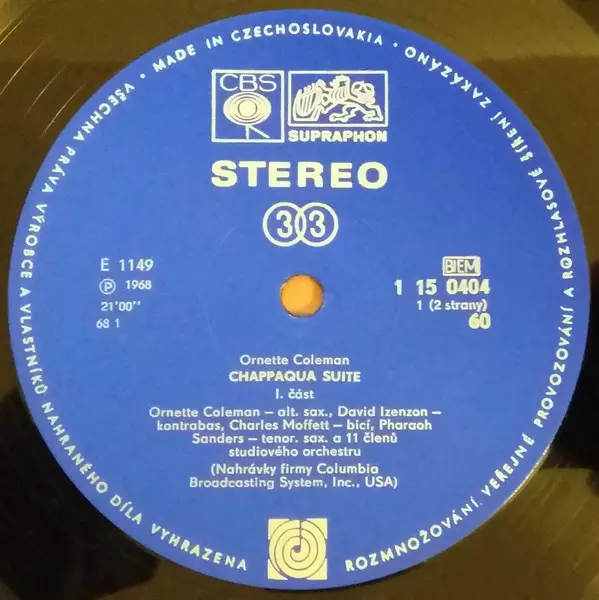 VŠECHNA PRÁVA VÝROBCE A VLASTNÍKŮ NAHRANÉHO DÍLA VYHRAZENA
• MADE IN CZECHOSLOVAKIA •
ROZMNOŽOVÁNÍ, VEŘEJNÉ PROVOZOVÁNÍ A ROZHLASOVÉ ŠÍŘENÍ ZAKÁZÁNO
CBS
SUPRAPHON
STEREO
33
E 1149
BIEM
Ⓟ 1968
1 15 0404
21'00''
1 (2 strany)
68 1
60
Ornette Coleman
CHAPPAQUA SUITE
I. část
Ornette Coleman – alt. sax., David Izenzon –
kontrabas, Charles Moffett – bicí, Pharaoh
Sanders – tenor. sax. a 11 členů
studiového orchestru
(Nahrávky firmy Columbia
Broadcasting System, Inc., USA)